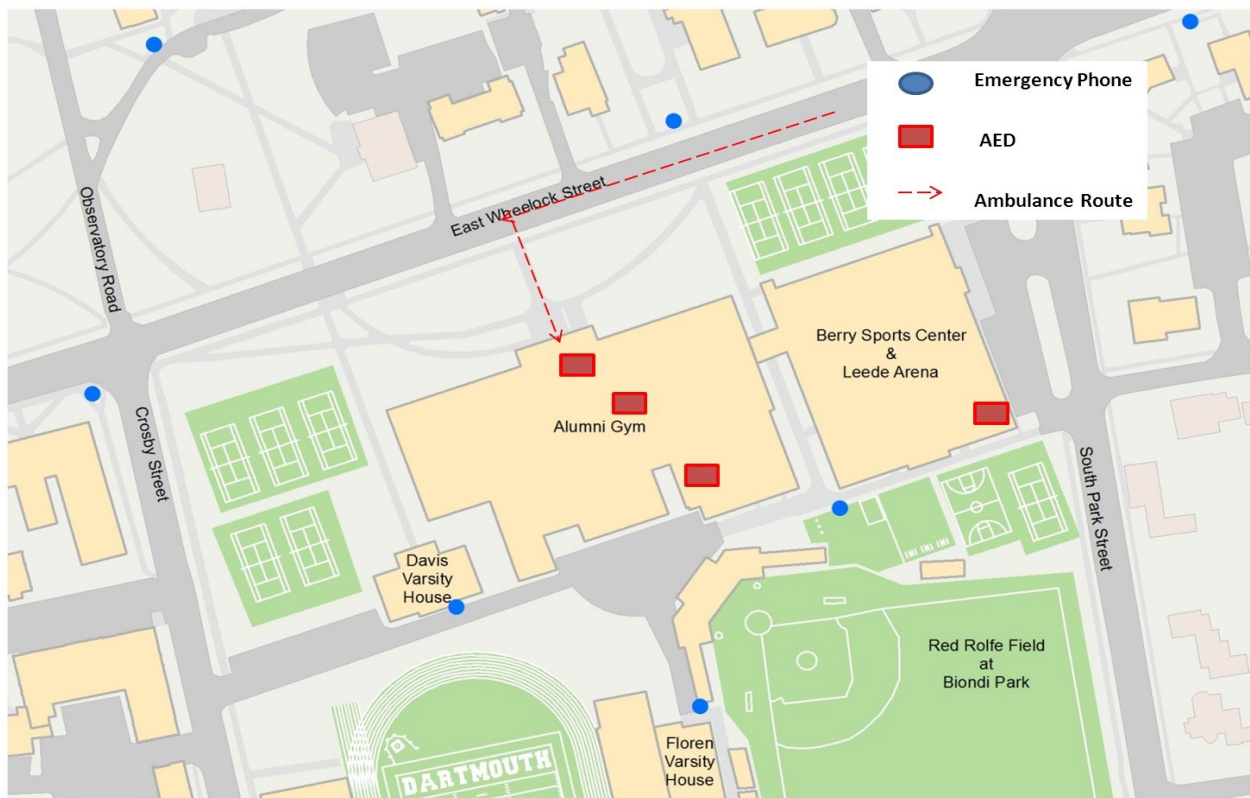 Emergency Phone
AED
Ambulance Route
East Wheelock Street
Observatory Road
Berry Sports Center
&
Leede Arena
Alumni Gym
Crosby Street
South Park Street
Davis
Varsity
House
Red Rolfe Field
at
Biondi Park
Floren
Varsity
House
DARTMOUTH